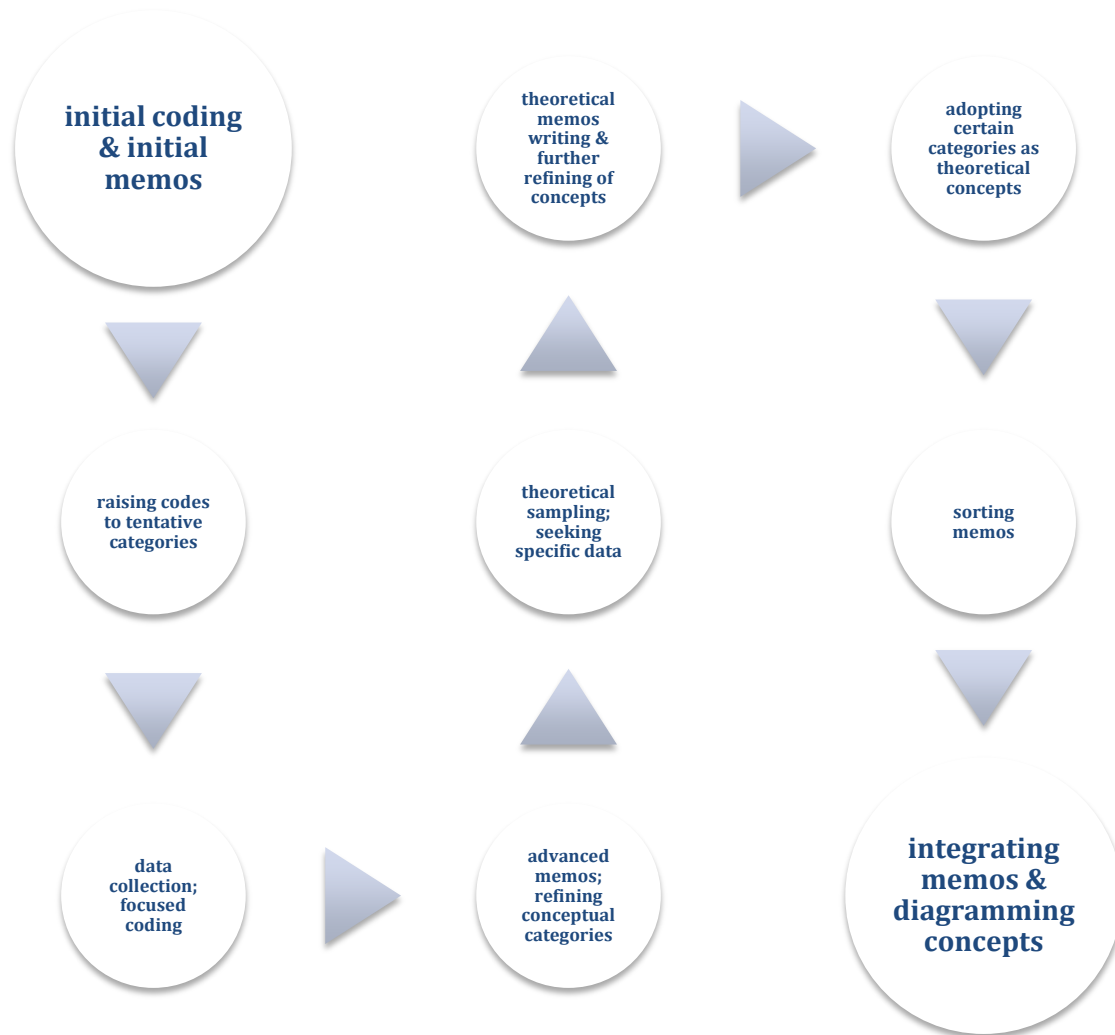 initial coding
& initial
memos
raising codes
to tentative
categories
data
collection;
focused
coding
advanced
memos;
refining
conceptual
categories
theoretical
sampling;
seeking
specific data
theoretical
memos
writing &
further
refining of
concepts
adopting
certain
categories as
theoretical
concepts
sorting
memos
integrating
memos &
diagramming
concepts